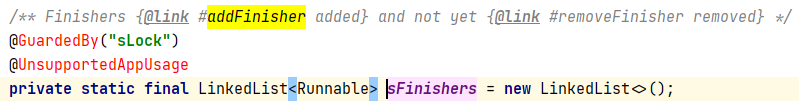 /** Finishers {@link #addFinisher added} and not yet {@link #removeFinisher removed} */
@GuardedBy("sLock")
@UnsupportedAppUsage
private static final LinkedList<Runnable> sFinishers = new LinkedList<>();